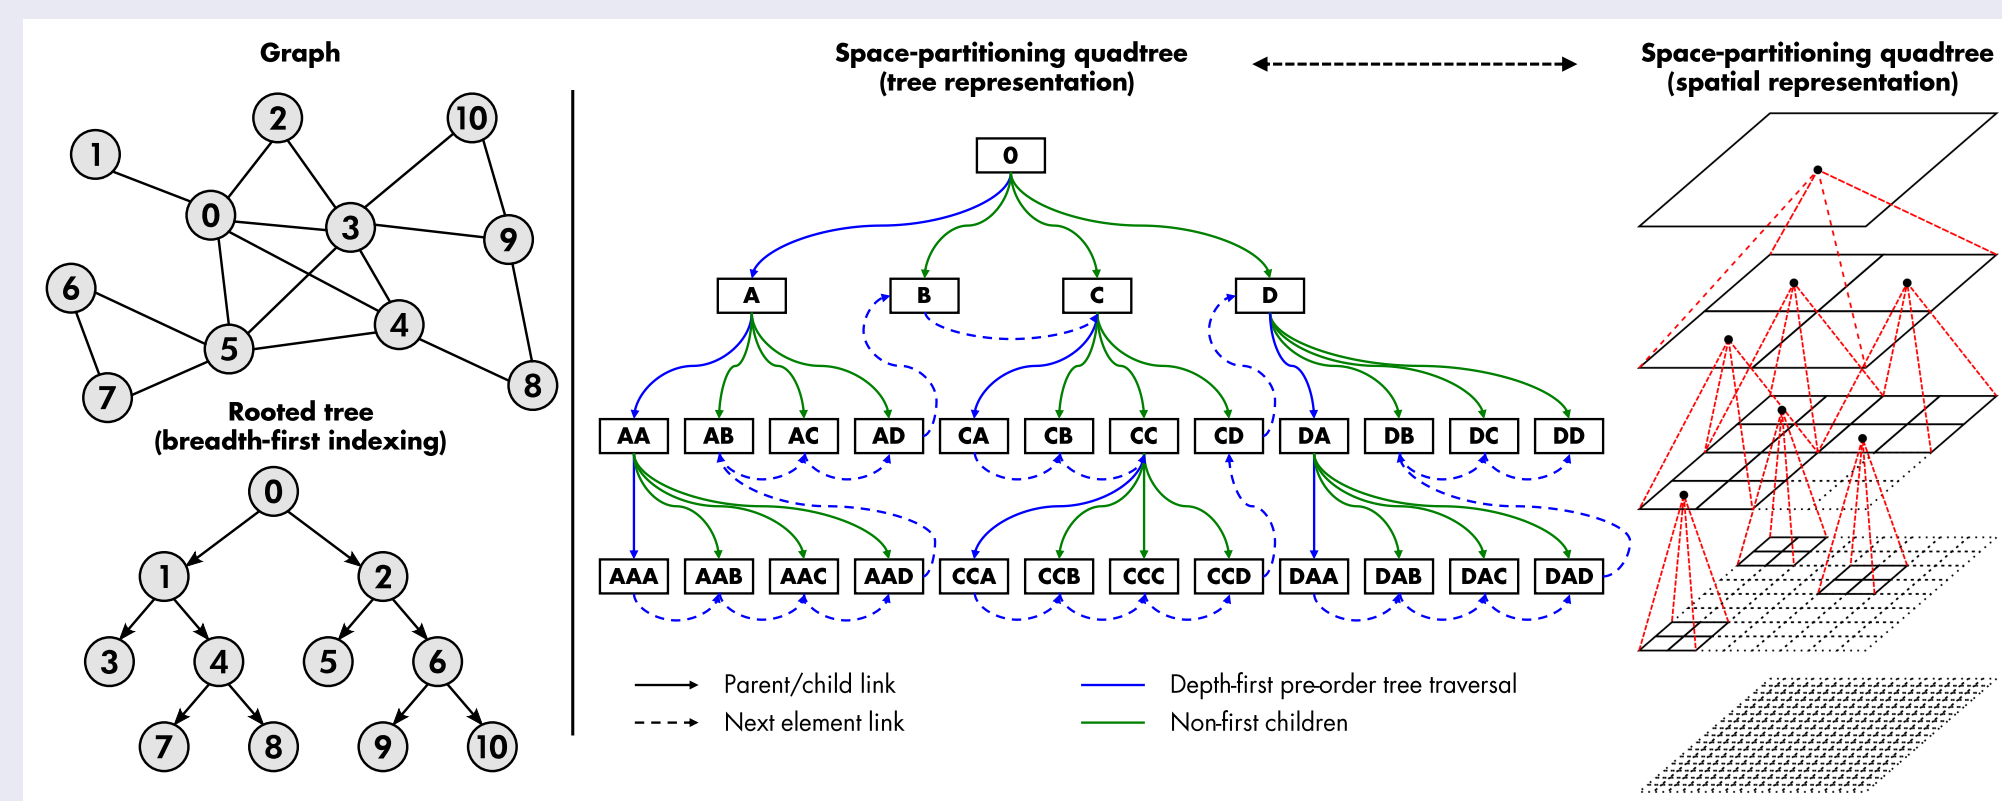 Graph
2
10
1
0
3
9
6
4
5
8
7
Rooted tree
(breadth-first indexing)
0
1
2
3
4
5
6
7
8
9
10
Space-partitioning quadtree
(tree representation)
0
A
B
C
D
AA
AB
AC
AD
CA
CB
CC
CD
DA
DB
DC
DD
AAA
AAB
AAC
AAD
CCA
CCB
CCC
CCD
DAA
DAB
DAC
DAD
Parent/child link
Depth-first pre-order tree traversal
Next element link
Non-first children
Space-partitioning quadtree
(spatial representation)